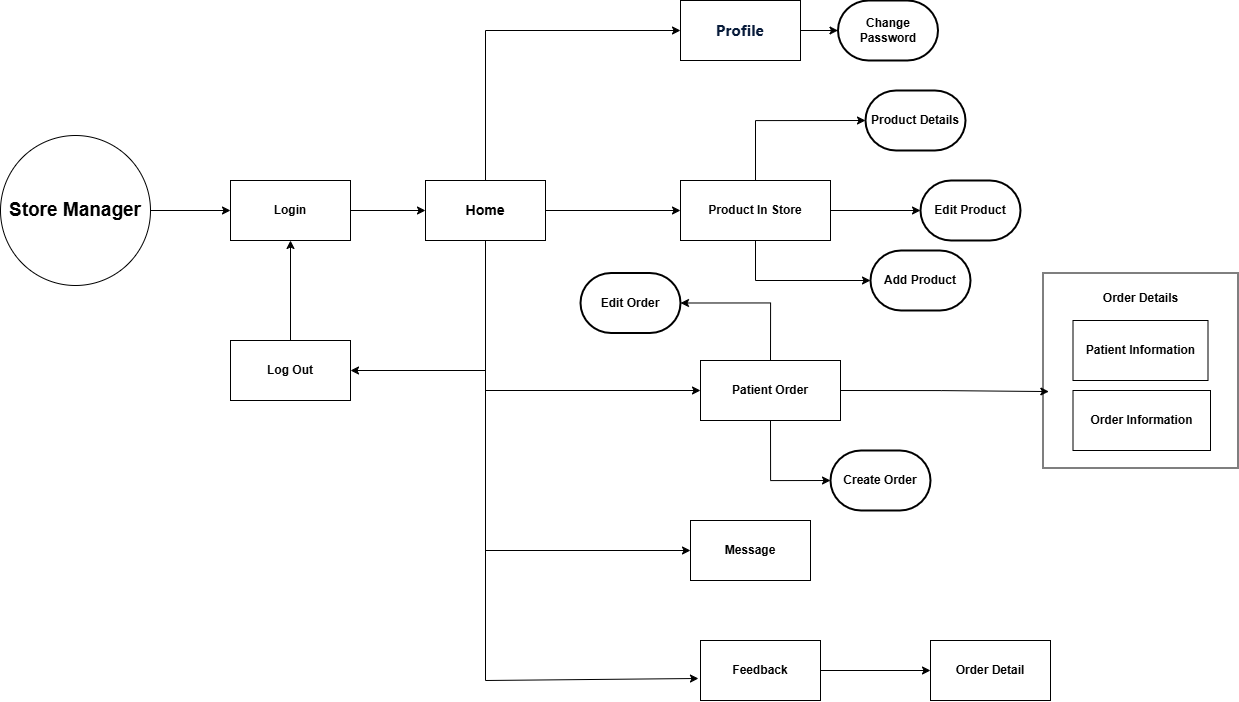 Profile
Change
Password
Product Details
Store Manager
Login
Home
Product In Store
Edit Product
Add Product
Edit Order
Order Details
Patient Information
Log Out
Patient Order
Order Information
Create Order
Message
Feedback
Order Detail